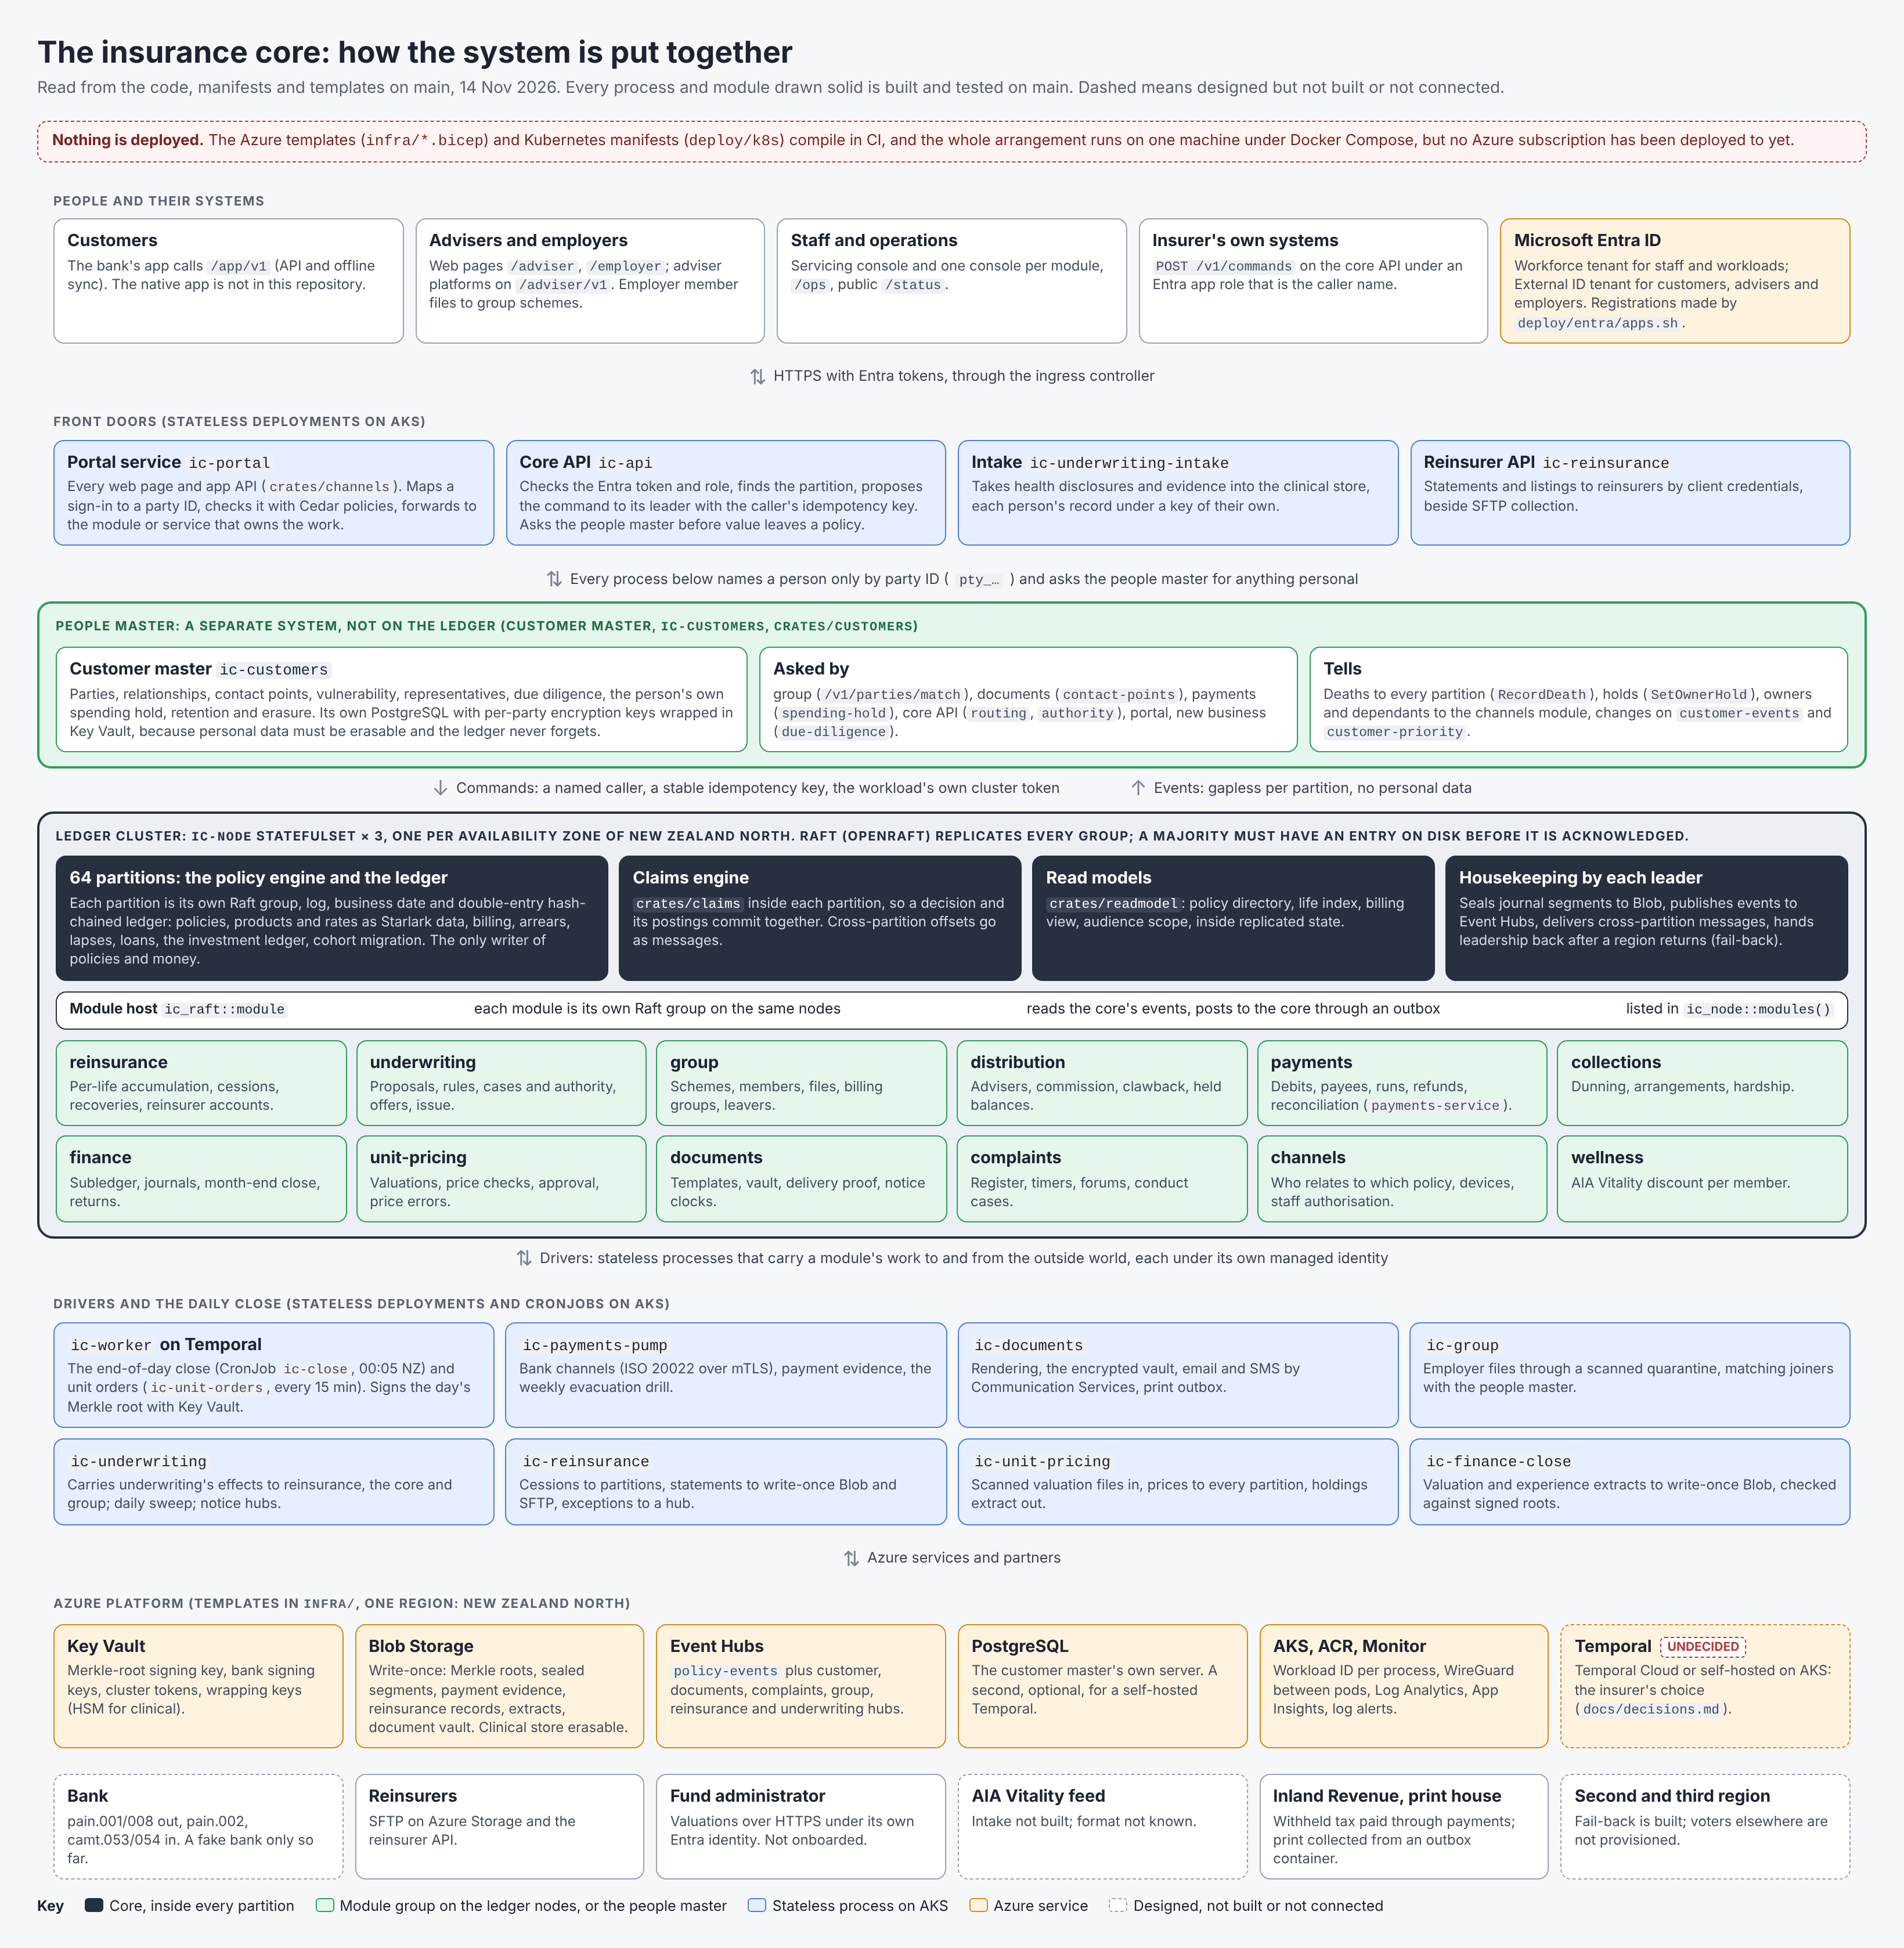 The insurance core: how the system is put together
Read from the code, manifests and templates on main, 14 Nov 2026. Every process and module drawn solid is built and tested on main. Dashed means designed but not built or not connected.
Nothing is deployed. The Azure templates (infra/*.bicep) and Kubernetes manifests (deploy/k8s) compile in CI, and the whole arrangement runs on one machine under Docker Compose, but no Azure subscription has been deployed to yet.
PEOPLE AND THEIR SYSTEMS
Customers
The bank's app calls /app/v1 (API and offline
sync). The native app is not in this repository.
Advisers and employers
Web pages /adviser, /employer; adviser
platforms on /adviser/v1. Employer member
files to group schemes.
Staff and operations
Servicing console and one console per module,
/ops, public /status.
Insurer's own systems
POST /v1/commands on the core API under an
Entra app role that is the caller name.
Microsoft Entra ID
Workforce tenant for staff and workloads;
External ID tenant for customers, advisers and
employers. Registrations made by
deploy/entra/apps.sh.
⇅ HTTPS with Entra tokens, through the ingress controller
FRONT DOORS (STATELESS DEPLOYMENTS ON AKS)
Portal service ic-portal
Every web page and app API (crates/channels). Maps a
sign-in to a party ID, checks it with Cedar policies, forwards to
the module or service that owns the work.
Core API ic-api
Checks the Entra token and role, finds the partition, proposes
the command to its leader with the caller's idempotency key.
Asks the people master before value leaves a policy.
Intake ic-underwriting-intake
Takes health disclosures and evidence into the clinical store,
each person's record under a key of their own.
Reinsurer API ic-reinsurance
Statements and listings to reinsurers by client credentials,
beside SFTP collection.
⇅ Every process below names a person only by party ID ( pty_… ) and asks the people master for anything personal
PEOPLE MASTER: A SEPARATE SYSTEM, NOT ON THE LEDGER (CUSTOMER MASTER, IC-CUSTOMERS, CRATES/CUSTOMERS)
Customer master ic-customers
Parties, relationships, contact points, vulnerability, representatives, due diligence, the person's own
spending hold, retention and erasure. Its own PostgreSQL with per-party encryption keys wrapped in
Key Vault, because personal data must be erasable and the ledger never forgets.
Asked by
group (/v1/parties/match), documents (contact-points), payments
(spending-hold), core API (routing, authority), portal, new business
(due-diligence).
Tells
Deaths to every partition (RecordDeath), holds (SetOwnerHold), owners
and dependants to the channels module, changes on customer-events and
customer-priority.
↓ Commands: a named caller, a stable idempotency key, the workload's own cluster token
↑ Events: gapless per partition, no personal data
LEDGER CLUSTER: IC-NODE STATEFULSET × 3, ONE PER AVAILABILITY ZONE OF NEW ZEALAND NORTH. RAFT (OPENRAFT) REPLICATES EVERY GROUP; A MAJORITY MUST HAVE AN ENTRY ON DISK BEFORE IT IS ACKNOWLEDGED.
64 partitions: the policy engine and the ledger
Each partition is its own Raft group, log, business date and double-entry hash-
chained ledger: policies, products and rates as Starlark data, billing, arrears,
lapses, loans, the investment ledger, cohort migration. The only writer of
policies and money.
Claims engine
crates/claims inside each partition, so a decision and
its postings commit together. Cross-partition offsets go
as messages.
Read models
crates/readmodel: policy directory, life index, billing
view, audience scope, inside replicated state.
Housekeeping by each leader
Seals journal segments to Blob, publishes events to
Event Hubs, delivers cross-partition messages, hands
leadership back after a region returns (fail-back).
Module host ic_raft::module
each module is its own Raft group on the same nodes
reads the core's events, posts to the core through an outbox
listed in ic_node::modules()
reinsurance
Per-life accumulation, cessions,
recoveries, reinsurer accounts.
underwriting
Proposals, rules, cases and authority,
offers, issue.
group
Schemes, members, files, billing
groups, leavers.
distribution
Advisers, commission, clawback, held
balances.
payments
Debits, payees, runs, refunds,
reconciliation (payments-service).
collections
Dunning, arrangements, hardship.
finance
Subledger, journals, month-end close,
returns.
unit-pricing
Valuations, price checks, approval,
price errors.
documents
Templates, vault, delivery proof, notice
clocks.
complaints
Register, timers, forums, conduct
cases.
channels
Who relates to which policy, devices,
staff authorisation.
wellness
AIA Vitality discount per member.
⇅ Drivers: stateless processes that carry a module's work to and from the outside world, each under its own managed identity
DRIVERS AND THE DAILY CLOSE (STATELESS DEPLOYMENTS AND CRONJOBS ON AKS)
ic-worker on Temporal
The end-of-day close (CronJob ic-close, 00:05 NZ) and
unit orders (ic-unit-orders, every 15 min). Signs the day's
Merkle root with Key Vault.
ic-payments-pump
Bank channels (ISO 20022 over mTLS), payment evidence, the
weekly evacuation drill.
ic-documents
Rendering, the encrypted vault, email and SMS by
Communication Services, print outbox.
ic-group
Employer files through a scanned quarantine, matching joiners
with the people master.
ic-underwriting
Carries underwriting's effects to reinsurance, the core and
group; daily sweep; notice hubs.
ic-reinsurance
Cessions to partitions, statements to write-once Blob and
SFTP, exceptions to a hub.
ic-unit-pricing
Scanned valuation files in, prices to every partition, holdings
extract out.
ic-finance-close
Valuation and experience extracts to write-once Blob, checked
against signed roots.
⇅ Azure services and partners
AZURE PLATFORM (TEMPLATES IN INFRA/, ONE REGION: NEW ZEALAND NORTH)
Key Vault
Merkle-root signing key, bank signing
keys, cluster tokens, wrapping keys
(HSM for clinical).
Blob Storage
Write-once: Merkle roots, sealed
segments, payment evidence,
reinsurance records, extracts,
document vault. Clinical store erasable.
Event Hubs
policy-events plus customer,
documents, complaints, group,
reinsurance and underwriting hubs.
PostgreSQL
The customer master's own server. A
second, optional, for a self-hosted
Temporal.
AKS, ACR, Monitor
Workload ID per process, WireGuard
between pods, Log Analytics, App
Insights, log alerts.
Temporal UNDECIDED
Temporal Cloud or self-hosted on AKS:
the insurer's choice
(docs/decisions.md).
Bank
pain.001/008 out, pain.002,
camt.053/054 in. A fake bank only so
far.
Reinsurers
SFTP on Azure Storage and the
reinsurer API.
Fund administrator
Valuations over HTTPS under its own
Entra identity. Not onboarded.
AIA Vitality feed
Intake not built; format not known.
Inland Revenue, print house
Withheld tax paid through payments;
print collected from an outbox
container.
Second and third region
Fail-back is built; voters elsewhere are
not provisioned.
Key
Core, inside every partition
Module group on the ledger nodes, or the people master
Stateless process on AKS
Azure service
Designed, not built or not connected